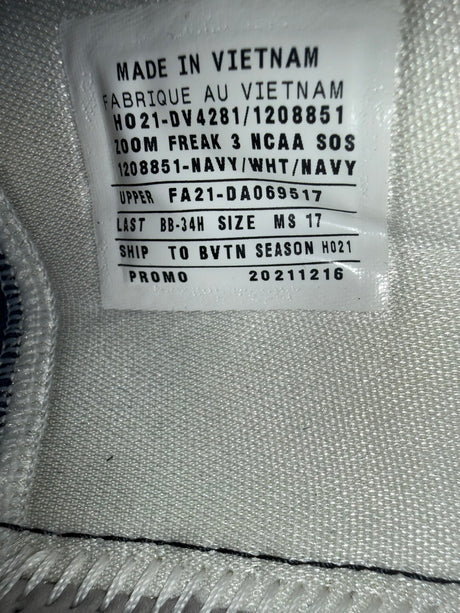 MADE IN VIETNAM
FABRIQUE AU VIETNAM
HO21-DV4281/1208851
ZOOM FREAK 3 NCAA SOS
1208851-NAVY/WHT/NAVY
UPPER FA21-DA069517
LAST BB-34H SIZE MS 17
SHIP TO BVTN SEASON HO21
PROMO 20211216